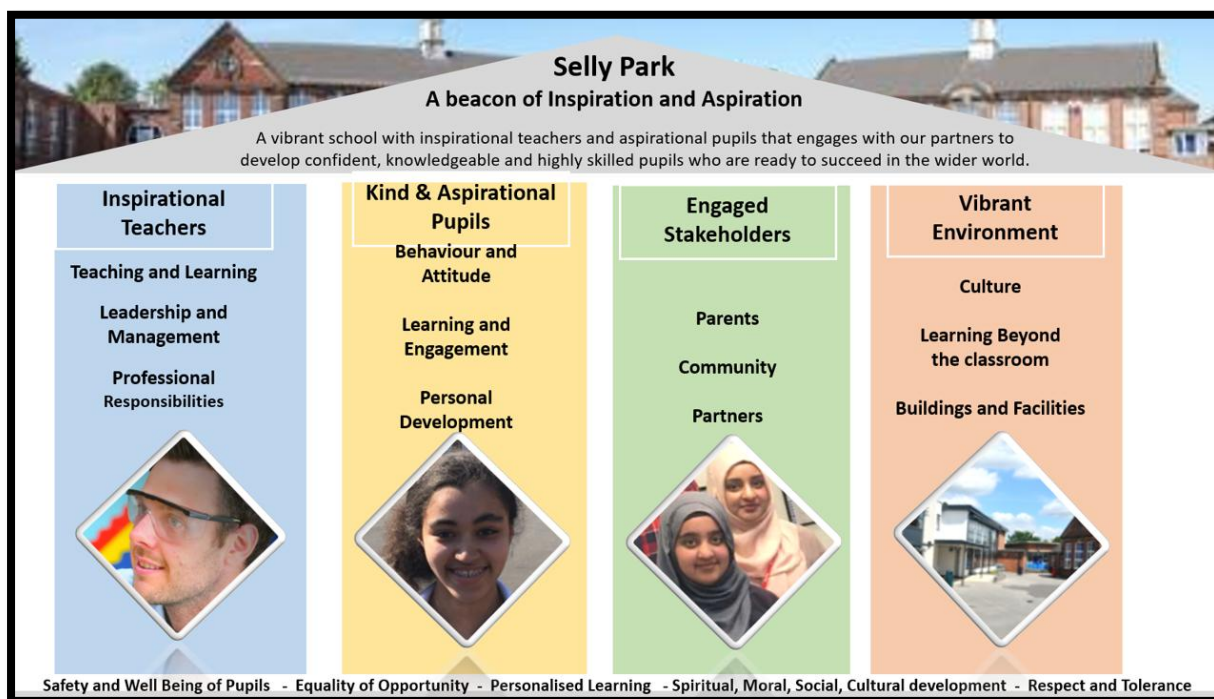 Selly Park
A beacon of Inspiration and Aspiration
A vibrant school with inspirational teachers and aspirational pupils that engages with our partners to
develop confident, knowledgeable and highly skilled pupils who are ready to succeed in the wider world.
Inspirational
Teachers
Teaching and Learning
Leadership and
Management
Professional
Responsibilities
Kind & Aspirational
Pupils
Behaviour and
Attitude
Learning and
Engagement
Personal
Development
Engaged
Stakeholders
Parents
Community
Partners
Vibrant
Environment
Culture
Learning Beyond
the classroom
Buildings and Facilities
Safety and Well Being of Pupils - Equality of Opportunity - Personalised Learning - Spiritual, Moral, Social, Cultural development - Respect and Tolerance